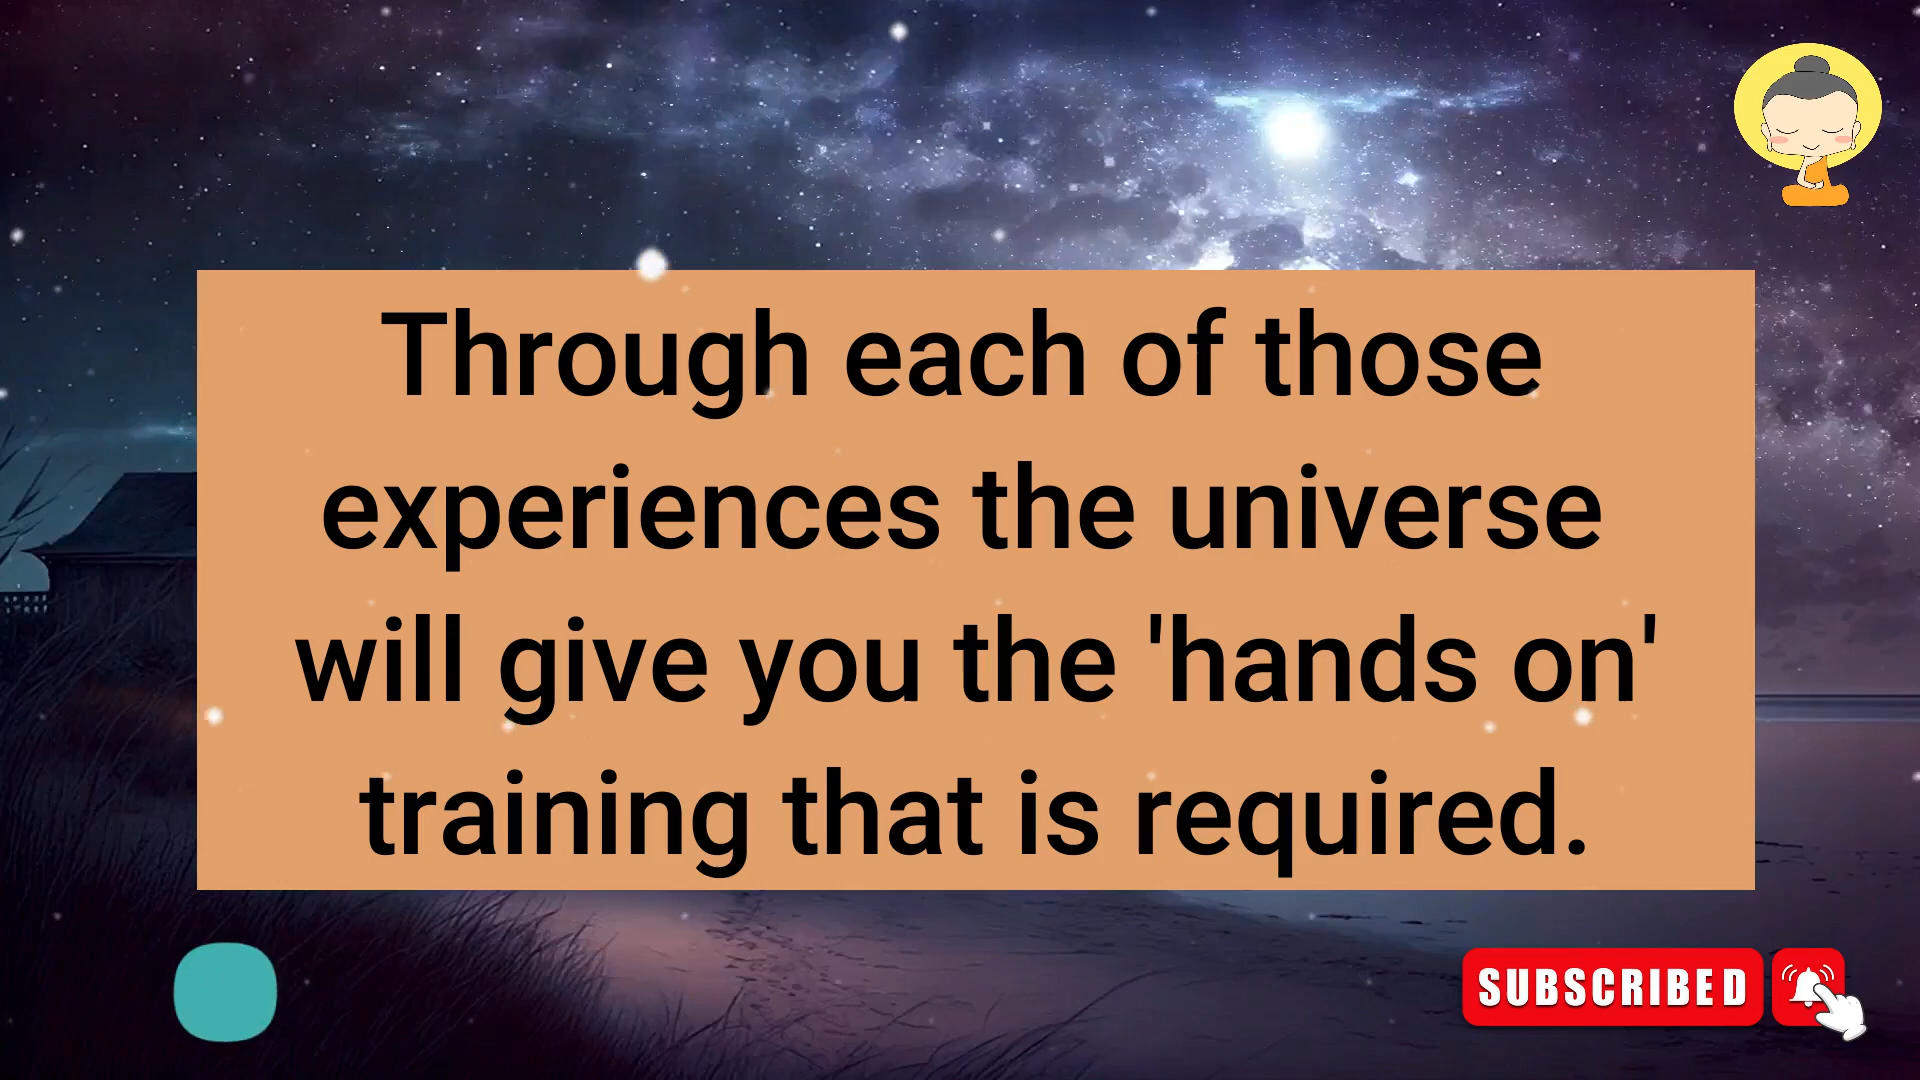 Through each of those
experiences the universe
will give you the 'hands on'
training that is required.
SUBSCRIBED